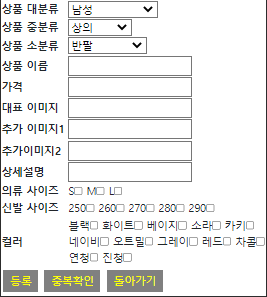 상품 대분류 남성
상품 중분류 상의
상품 소분류 반팔
상품 이름
가격
대표 이미지
추가 이미지1
추가이미지2
상세설명
의류 사이즈 S M L
신발 사이즈 250 260 270 280 290
블랙 화이트 베이지 소라 카키
컬러 네이비 오트밀 그레이 레드 차콜
연청 진청
등록 중복확인 돌아가기